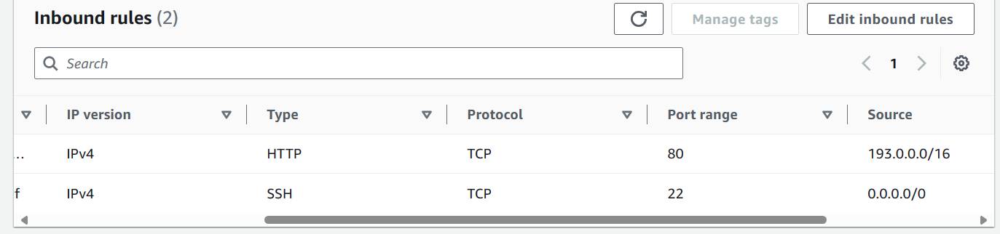 Inbound rules (2)
Manage tags
Edit inbound rules
Search
1
IP version Type Protocol Port range Source
... IPv4 HTTP TCP 80 193.0.0.0/16
f IPv4 SSH TCP 22 0.0.0.0/0